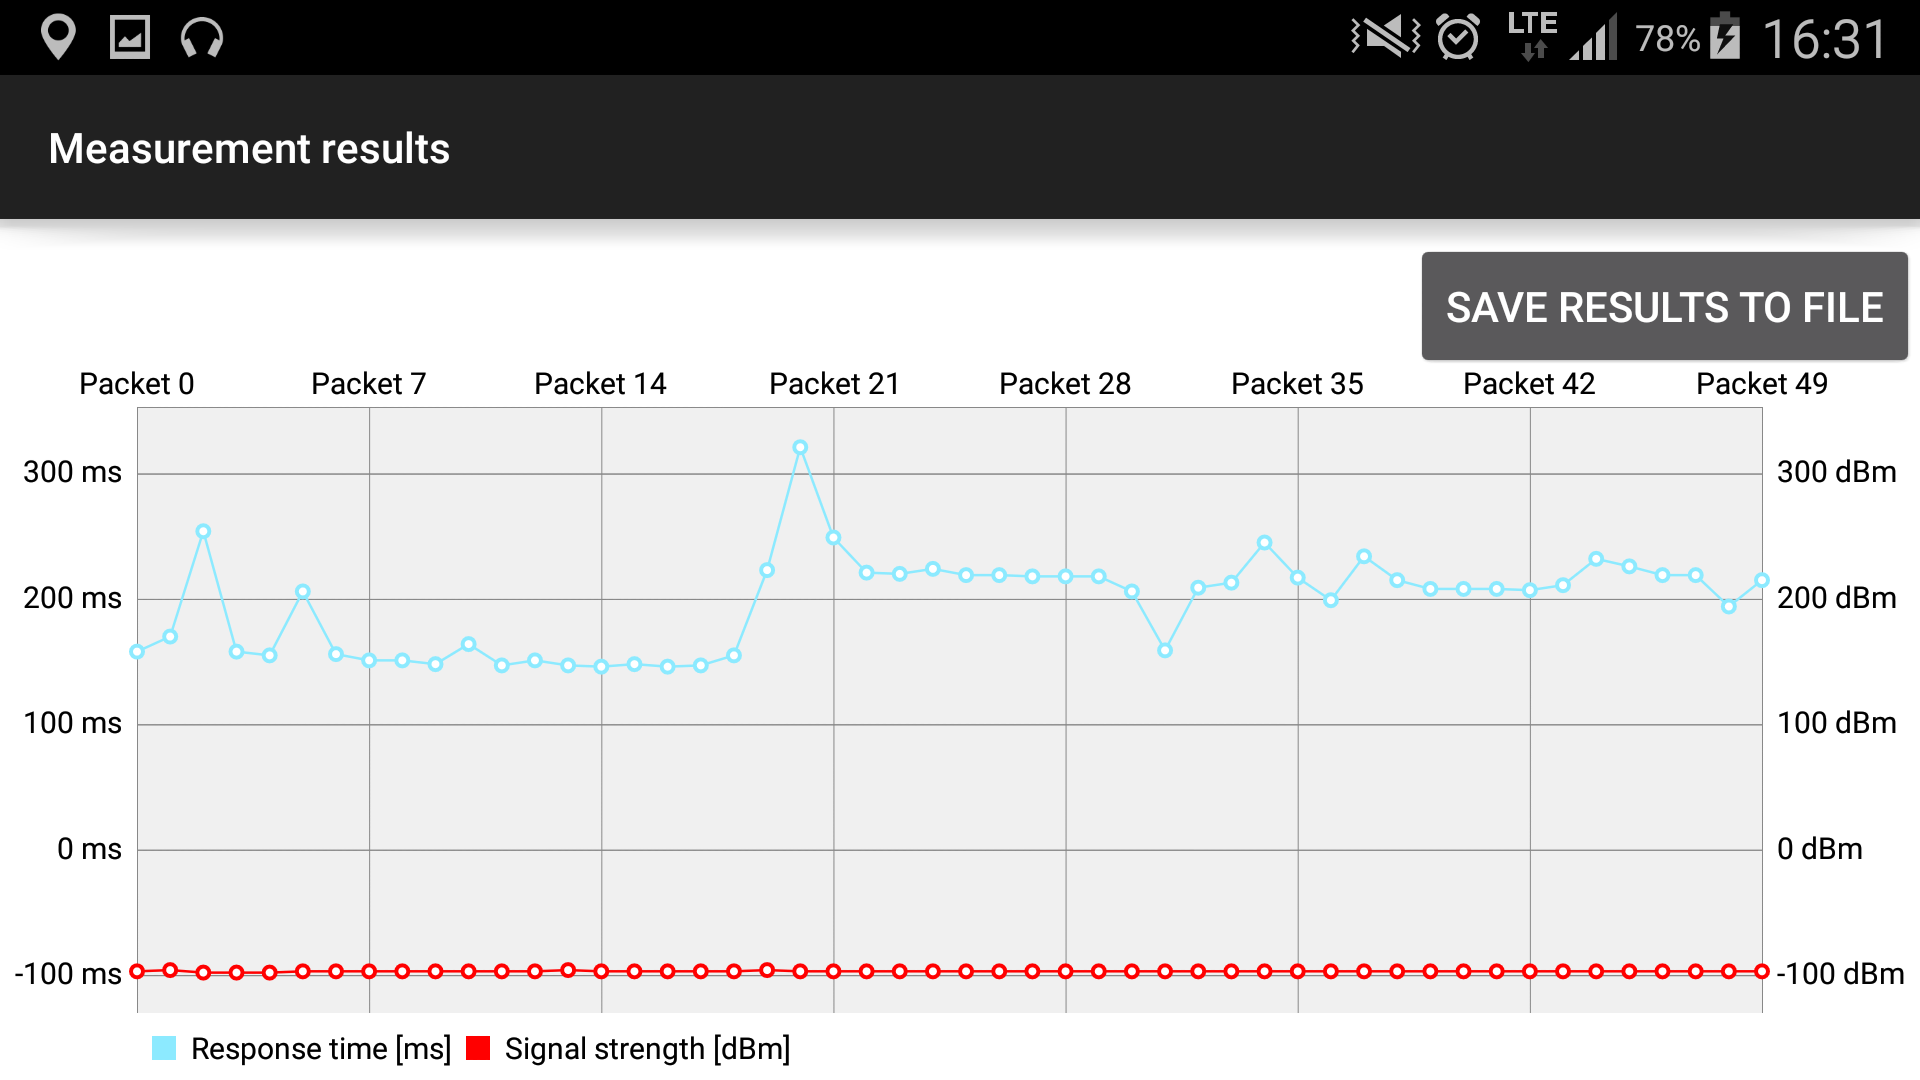 LTE 78% 16:31
Measurement results
SAVE RESULTS TO FILE
Packet 0 Packet 7 Packet 14 Packet 21 Packet 28 Packet 35 Packet 42 Packet 49
300 ms 300 dBm
200 ms 200 dBm
100 ms 100 dBm
0 ms 0 dBm
-100 ms -100 dBm
Response time [ms] Signal strength [dBm]